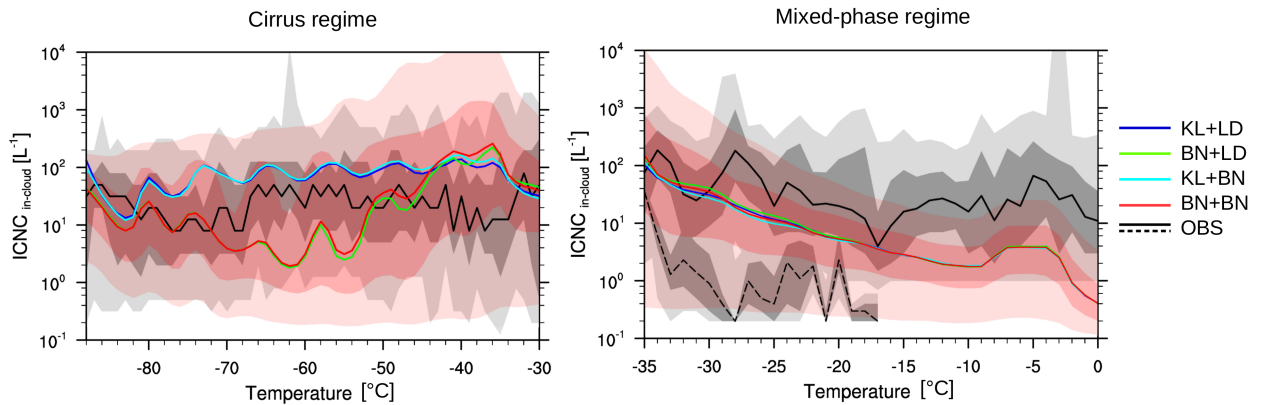 Cirrus regime
Mixed-phase regime
ICNC in-cloud [L⁻¹]
10⁴
10³
10²
10¹
10⁰
10⁻¹
-80 -70 -60 -50 -40 -30
Temperature [°C]
ICNC in-cloud [L⁻¹]
10⁴
10³
10²
10¹
10⁰
10⁻¹
-35 -30 -25 -20 -15 -10 -5 0
Temperature [°C]
KL+LD
BN+LD
KL+BN
BN+BN
OBS